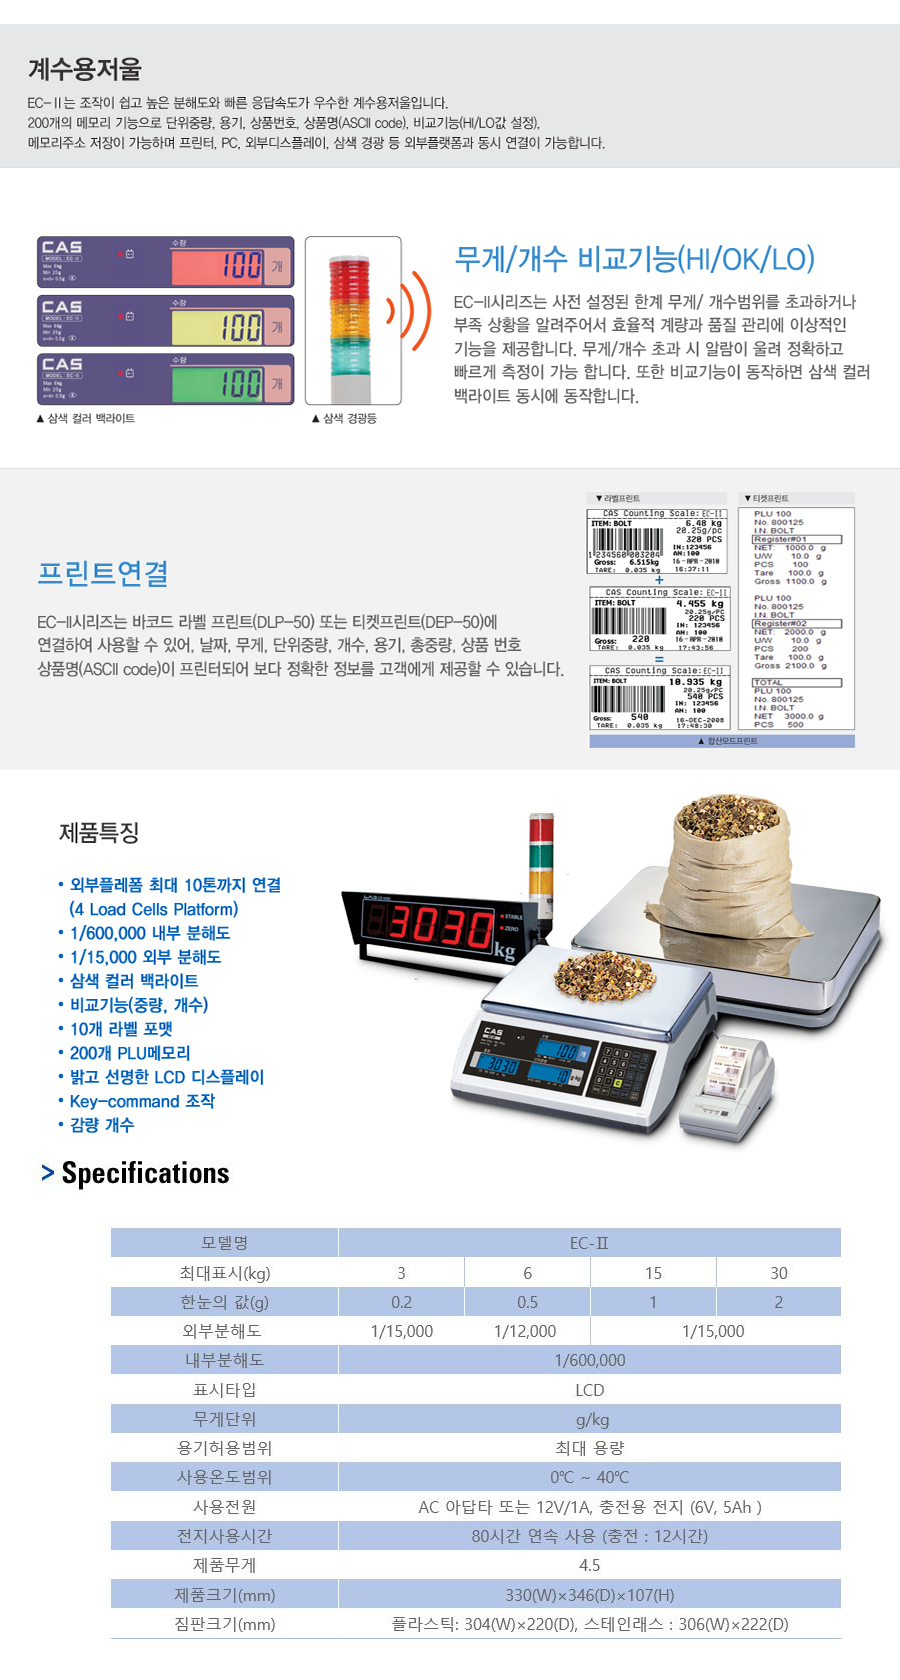 계수용저울
EC-Ⅱ는 조작이 쉽고 높은 분해도와 빠른 응답속도가 우수한 계수용저울입니다.
200개의 메모리 기능으로 단위중량, 용기, 상품번호, 상품명(ASCII code), 비교기능(HI/LO값 설정),
메모리주소 저장이 가능하며 프린터, PC, 외부디스플레이, 삼색 경광 등 외부플랫폼과 동시 연결이 가능합니다.
CAS
MODEL : EC-II
Max 6kg
Min 25g
e=d= 0.5g
수량
100 개
CAS
MODEL : EC-II
Max 6kg
Min 25g
e=d= 0.5g
수량
100 개
CAS
MODEL : EC-II
Max 6kg
Min 25g
e=d= 0.5g
수량
100 개
▲ 삼색 컬러 백라이트
▲ 삼색 경광등
무게/개수 비교기능(HI/OK/LO)
EC-II시리즈는 사전 설정된 한계 무게/ 개수범위를 초과하거나
부족 상황을 알려주어서 효율적 계량과 품질 관리에 이상적인
기능을 제공합니다. 무게/개수 초과 시 알람이 울려 정확하고
빠르게 측정이 가능 합니다. 또한 비교기능이 동작하면 삼색 컬러
백라이트 동시에 동작합니다.
프린트연결
EC-II시리즈는 바코드 라벨 프린트(DLP-50) 또는 티켓프린트(DEP-50)에
연결하여 사용할 수 있어, 날짜, 무게, 단위중량, 개수, 용기, 총중량, 상품 번호
상품명(ASCII code)이 프린터되어 보다 정확한 정보를 고객에게 제공할 수 있습니다.
▼ 라벨프린트
CAS Counting Scale: EC-II
ITEM: BOLT 6.48 kg
20.25g/pc
320 PCS
IN:123456
AN:100
1 234560 003204
Gross: 6.515kg 16-APR-2010
TARE: 0.035 kg 16:37:11
+
CAS Counting Scale: EC-II
ITEM: BOLT 4.455 kg
20.25g/PC
220 PCS
IN: 123456
AN: 100
Gross: 220 16-APR-2010
TARE: 0.035 kg 17:43:56
=
CAS Counting Scale: EC-II
ITEM: BOLT 10.935 kg
20.25g/PC
540 PCS
IN: 123456
AN: 100
Gross: 540 16-DEC-2008
TARE: 0.035 kg 17:48:30
▼ 티켓프린트
PLU 100
No. 800125
I.N. BOLT
Register#01
NET: 1000.0 g
U/W 10.0 g
PCS 100
Tare 100.0 g
Gross 1100.0 g
PLU 100
No. 800125
I.N. BOLT
Register#02
NET: 2000.0 g
U/W 10.0 g
PCS 200
Tare 100.0 g
Gross 2100.0 g
TOTAL
PLU 100
No. 800125
I.N. BOLT
NET 3000.0 g
PCS 500
▲ 합산모드프린트
제품특징
• 외부플레폼 최대 10톤까지 연결
(4 Load Cells Platform)
• 1/600,000 내부 분해도
• 1/15,000 외부 분해도
• 삼색 컬러 백라이트
• 비교기능(중량, 개수)
• 10개 라벨 포맷
• 200개 PLU메모리
• 밝고 선명한 LCD 디스플레이
• Key-command 조작
• 감량 개수
3030 kg
STABLE
ZERO
CAS
100 개
3030
10 g·kg
> Specifications
모델명 EC-Ⅱ
최대표시(kg) 3 6 15 30
한눈의 값(g) 0.2 0.5 1 2
외부분해도 1/15,000 1/12,000 1/15,000
내부분해도 1/600,000
표시타입 LCD
무게단위 g/kg
용기허용범위 최대 용량
사용온도범위 0℃ ~ 40℃
사용전원 AC 아답타 또는 12V/1A, 충전용 전지 (6V, 5Ah )
전지사용시간 80시간 연속 사용 (충전 : 12시간)
제품무게 4.5
제품크기(mm) 330(W)×346(D)×107(H)
짐판크기(mm) 플라스틱: 304(W)×220(D), 스테인래스 : 306(W)×222(D)